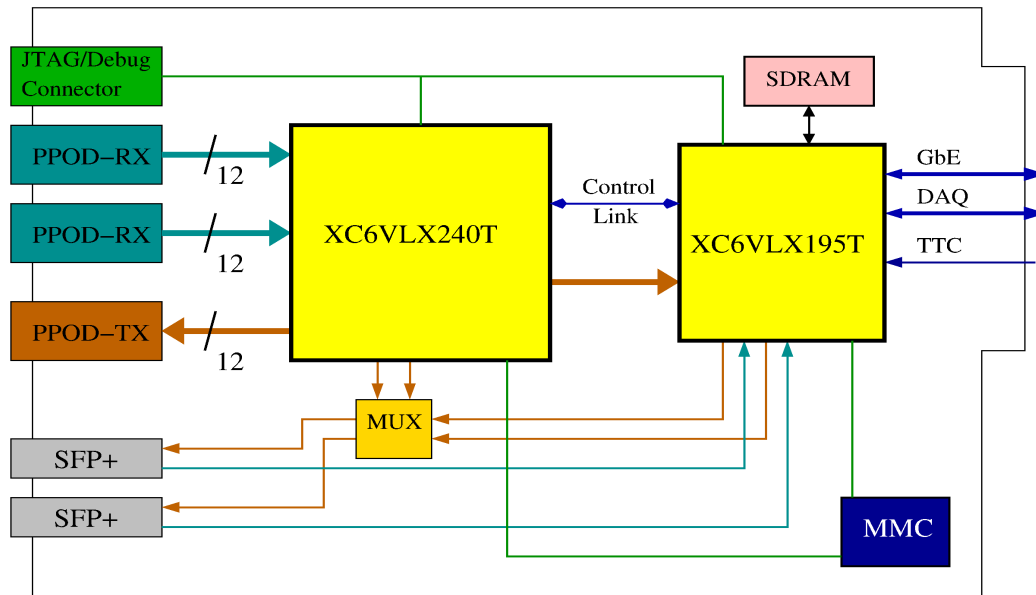 JTAG/Debug
Connector
SDRAM
PPOD−RX
12
GbE
Control
Link
DAQ
PPOD−RX
12
XC6VLX240T
XC6VLX195T
TTC
PPOD−TX
12
MUX
SFP+
SFP+
MMC